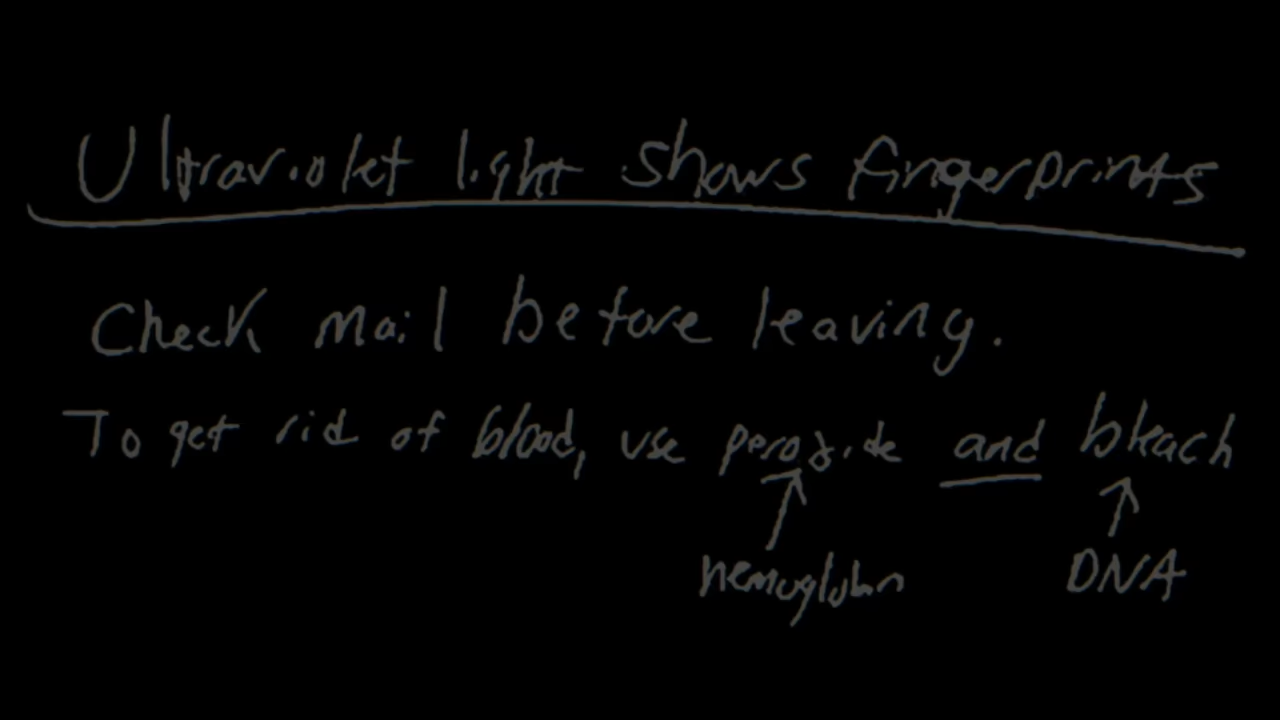 Ultraviolet light shows fingerprints
Check mail before leaving.
To get rid of blood, use peroxide and bleach
hemoglobin DNA